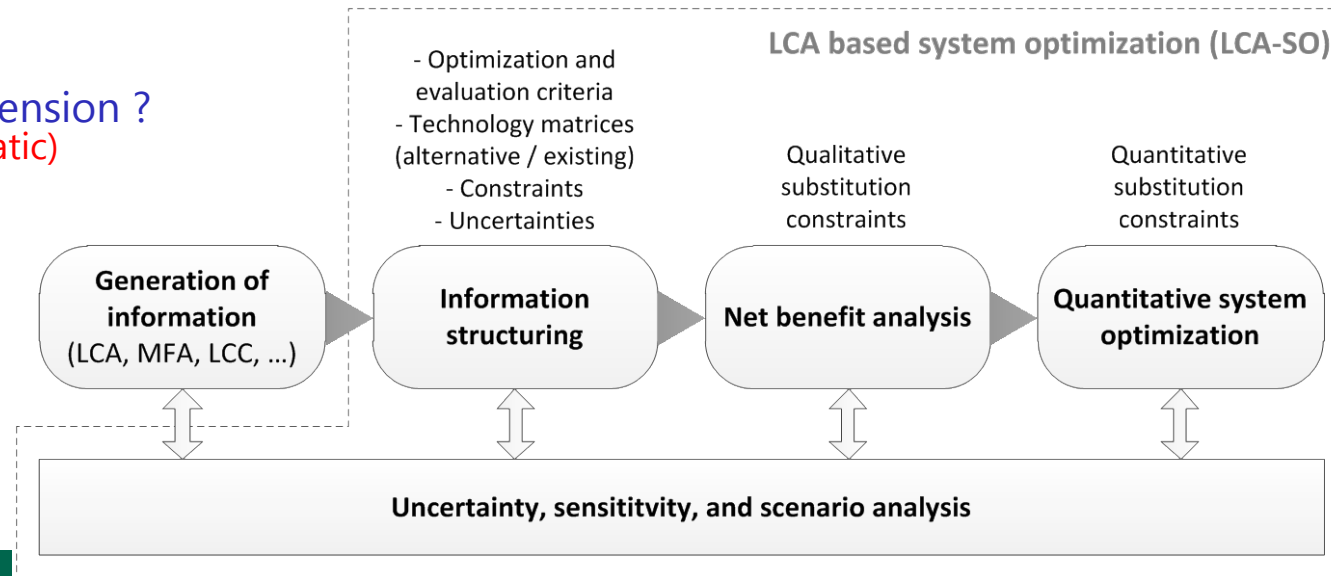 LCA based system optimization (LCA-SO)
ension ?
atic)
- Optimization and
evaluation criteria
- Technology matrices
(alternative / existing)
- Constraints
- Uncertainties
Qualitative
substitution
constraints
Quantitative
substitution
constraints
Generation of
information
(LCA, MFA, LCC, ...)
Information
structuring
Net benefit analysis
Quantitative system
optimization
Uncertainty, sensititvity, and scenario analysis